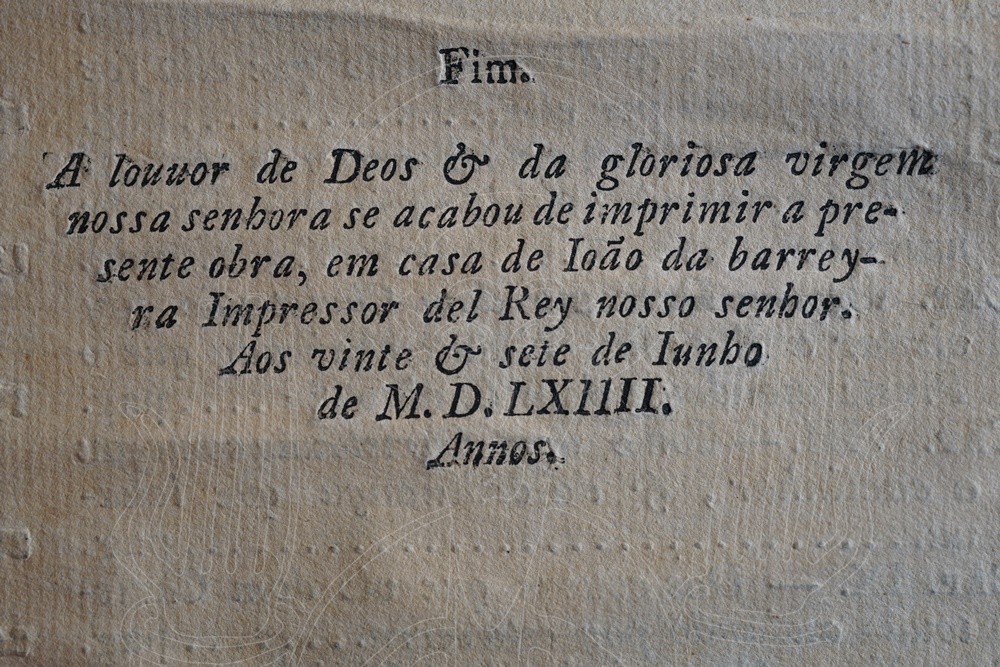 Fim.
A louuor de Deos & da gloriosa virgem
nossa senhora se acabou de imprimir a pre-
sente obra, em casa de Ioão da barrey-
ra Impressor del Rey nosso senhor.
Aos vinte & sete de Iunho
de M. D. LXIIII.
Annos.